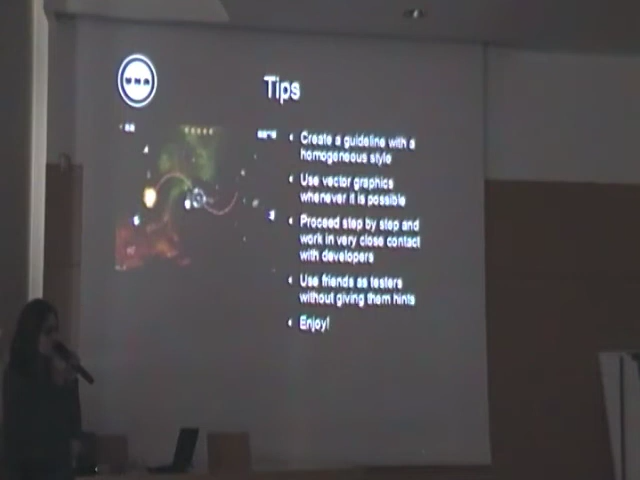 Tips
Create a guideline with a
homogeneous style
Use vector graphics
whenever it is possible
Proceed step by step and
work in very close contact
with developers
Use friends as testers
without giving them hints
Enjoy!